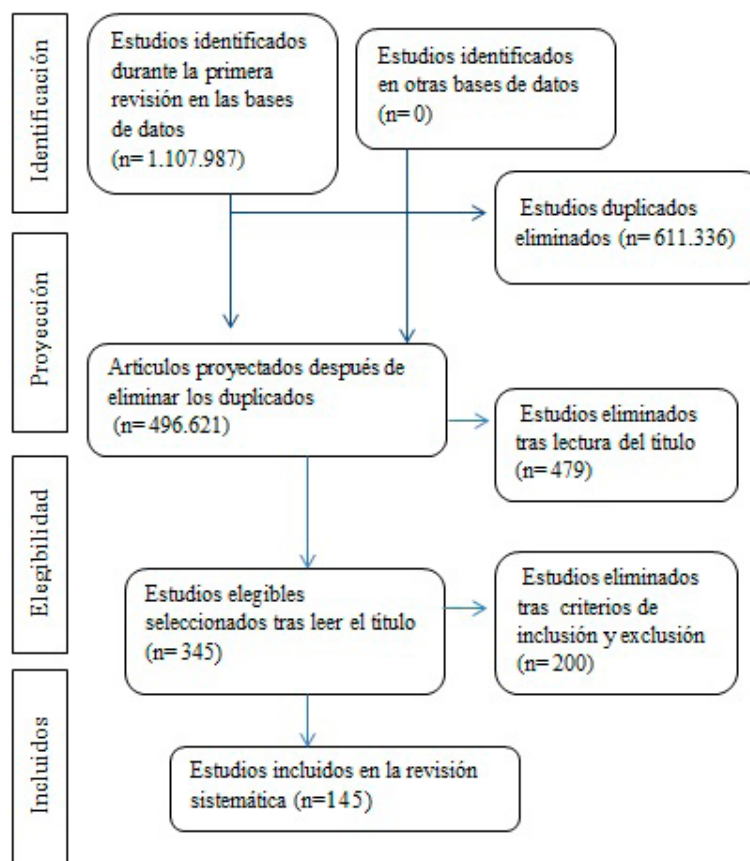 Identificación
Estudios identificados
durante la primera
revisión en las bases
de datos
(n= 1.107.987)
Estudios identificados
en otras bases de datos
(n= 0)
Estudios duplicados
eliminados (n= 611.336)
Proyección
Artículos proyectados después de
eliminar los duplicados
(n= 496.621)
Estudios eliminados
tras lectura del título
(n= 479)
Elegibilidad
Estudios elegibles
seleccionados tras leer el título
(n= 345)
Estudios eliminados
tras criterios de
inclusión y exclusión
(n= 200)
Incluidos
Estudios incluidos en la revisión
sistemática (n=145)